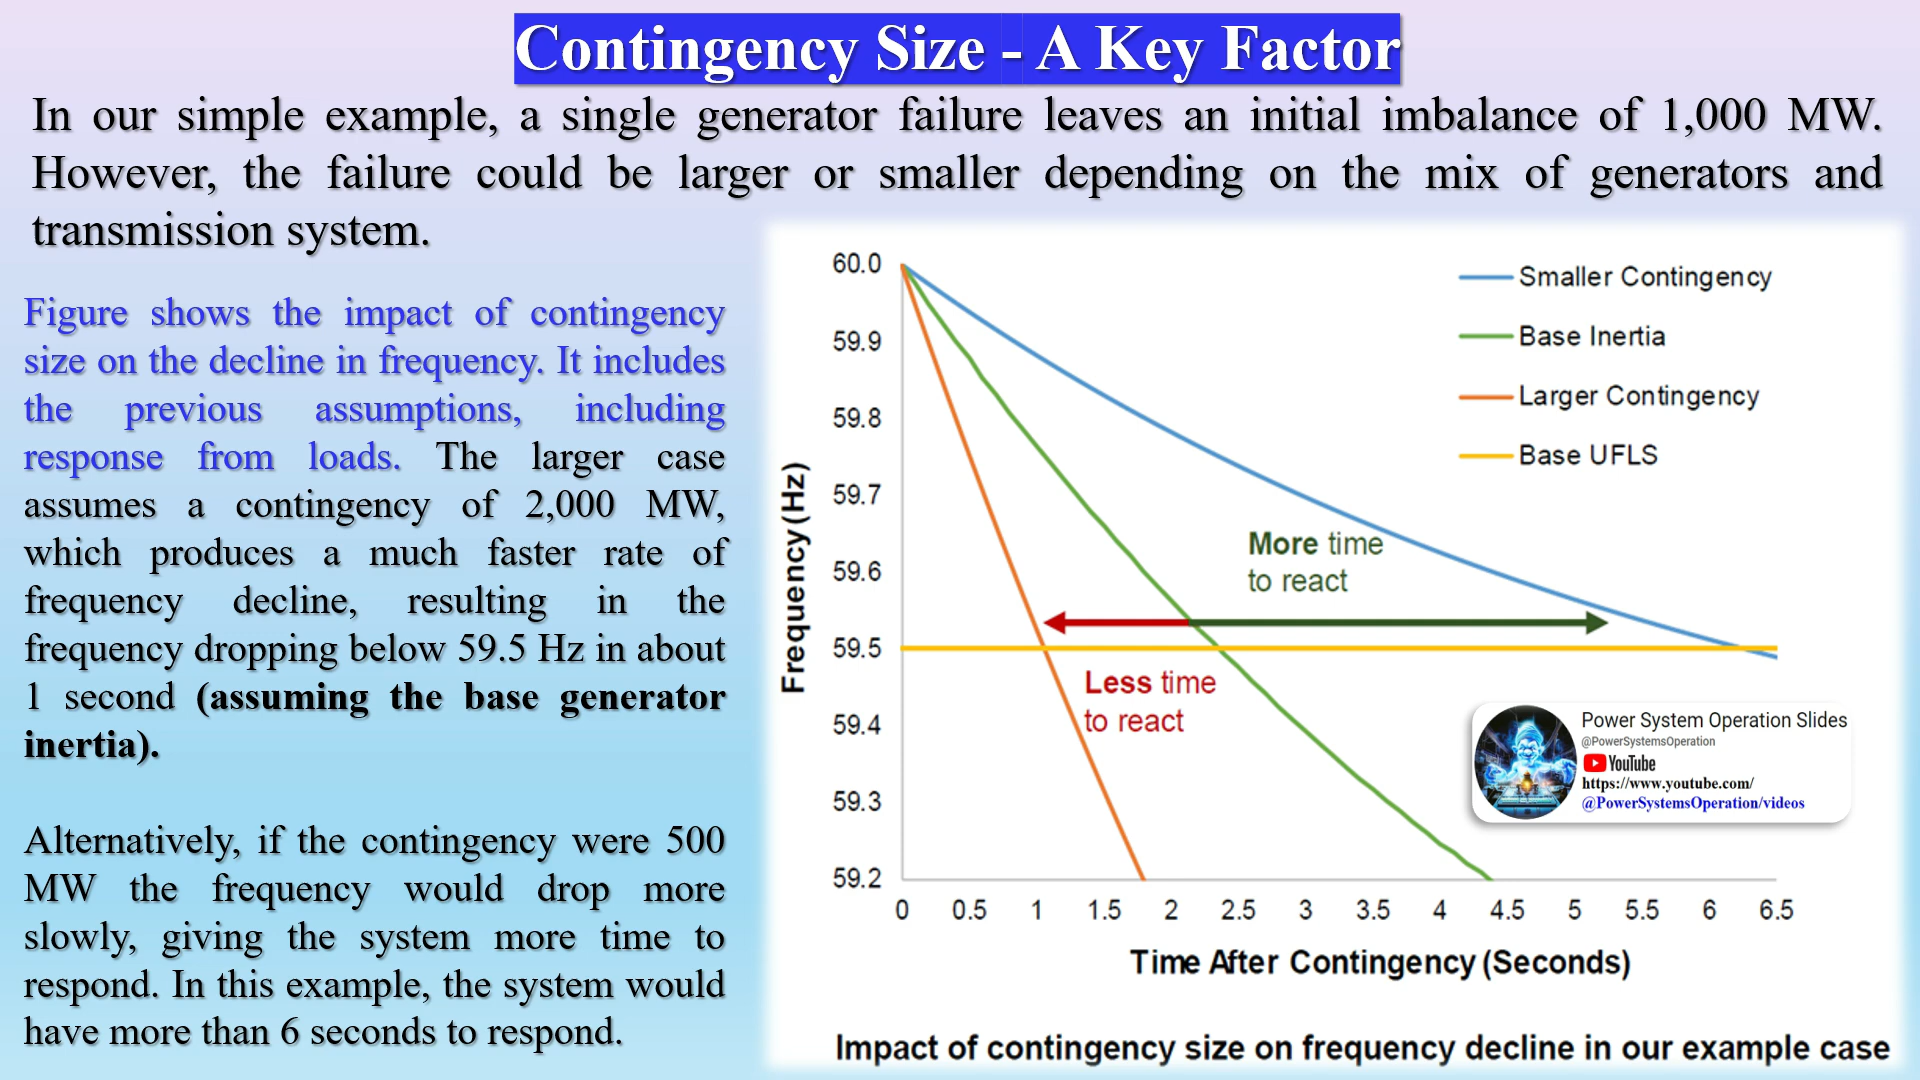 Contingency Size - A Key Factor
In our simple example, a single generator failure leaves an initial imbalance of 1,000 MW.
However, the failure could be larger or smaller depending on the mix of generators and
transmission system.
Figure shows the impact of contingency
size on the decline in frequency. It includes
the previous assumptions, including
response from loads. The larger case
assumes a contingency of 2,000 MW,
which produces a much faster rate of
frequency decline, resulting in the
frequency dropping below 59.5 Hz in about
1 second (assuming the base generator
inertia).
Alternatively, if the contingency were 500
MW the frequency would drop more
slowly, giving the system more time to
respond. In this example, the system would
have more than 6 seconds to respond.
Frequency (Hz)
60.0
59.9
59.8
59.7
59.6
59.5
59.4
59.3
59.2
Smaller Contingency
Base Inertia
Larger Contingency
Base UFLS
More time
to react
Less time
to react
Power System Operation Slides
@PowerSystemsOperation
YouTube
https://www.youtube.com/
@PowerSystemsOperation/videos
0 0.5 1 1.5 2 2.5 3 3.5 4 4.5 5 5.5 6 6.5
Time After Contingency (Seconds)
Impact of contingency size on frequency decline in our example case